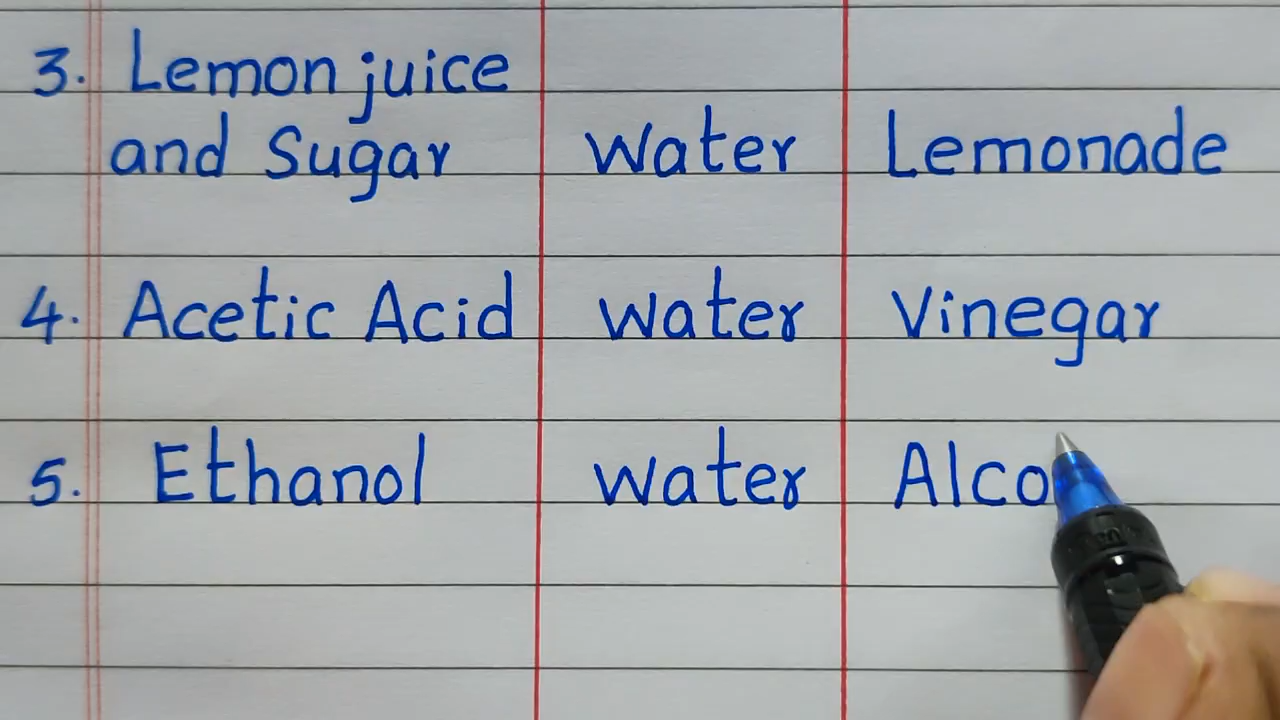 3. Lemon juice
and Sugar water Lemonade
4. Acetic Acid water Vinegar
5. Ethanol water Alco